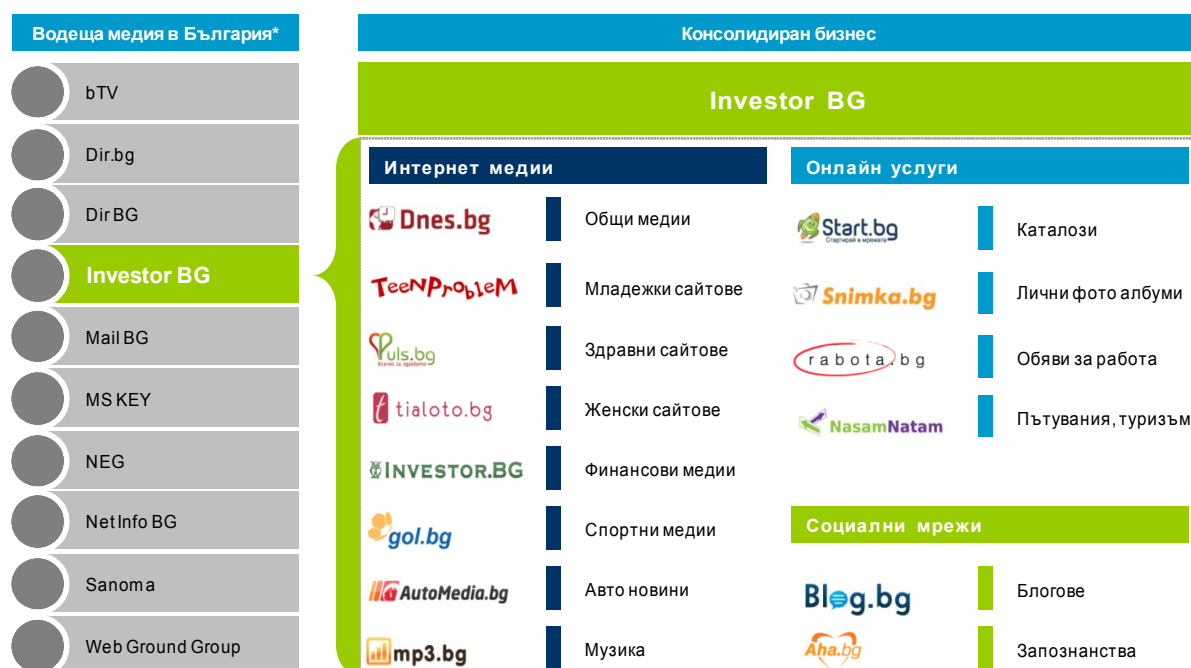 Водеща медия в България*
bTV
Dir.bg
Dir BG
Investor BG
Mail BG
MS KEY
NEG
Net Info BG
Sanoma
Web Ground Group
Консолидиран бизнес
Investor BG
Интернет медии
Dnes.bg
Общи медии
TeenProbleM
Младежки сайтове
Puls.bg
Всичко за здравето
Здравни сайтове
t tialoto.bg
Женски сайтове
INVESTOR.BG
Финансови медии
gol.bg
Спортни медии
AutoMedia.bg
Авто новини
mp3.bg
Музика
Онлайн услуги
Start.bg
Стартирай в мрежата
Каталози
Snimka.bg
Лични фото албуми
rabota.bg
Обяви за работа
NasamNatam
Пътувания, туризъм
Социални мрежи
Blog.bg
Блогове
Aha.bg
Запознанства